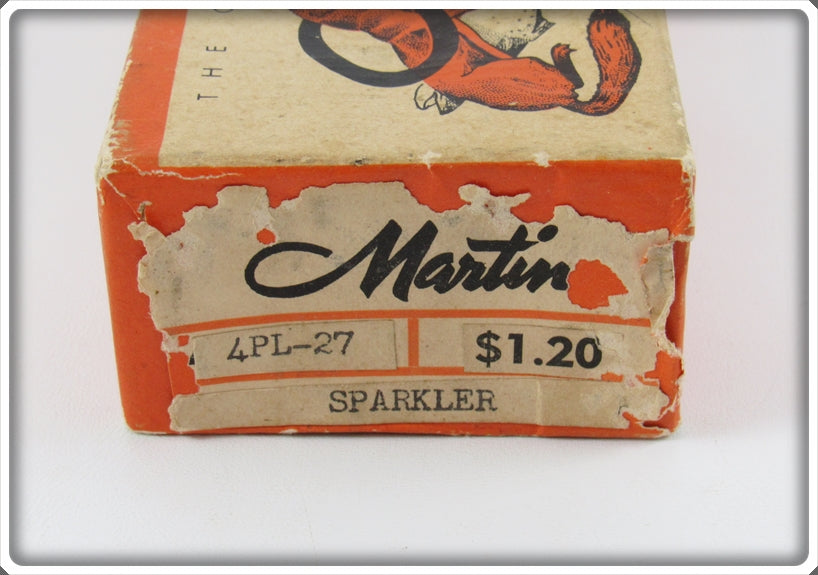 THE
Martin
4PL-27 $1.20
SPARKLER